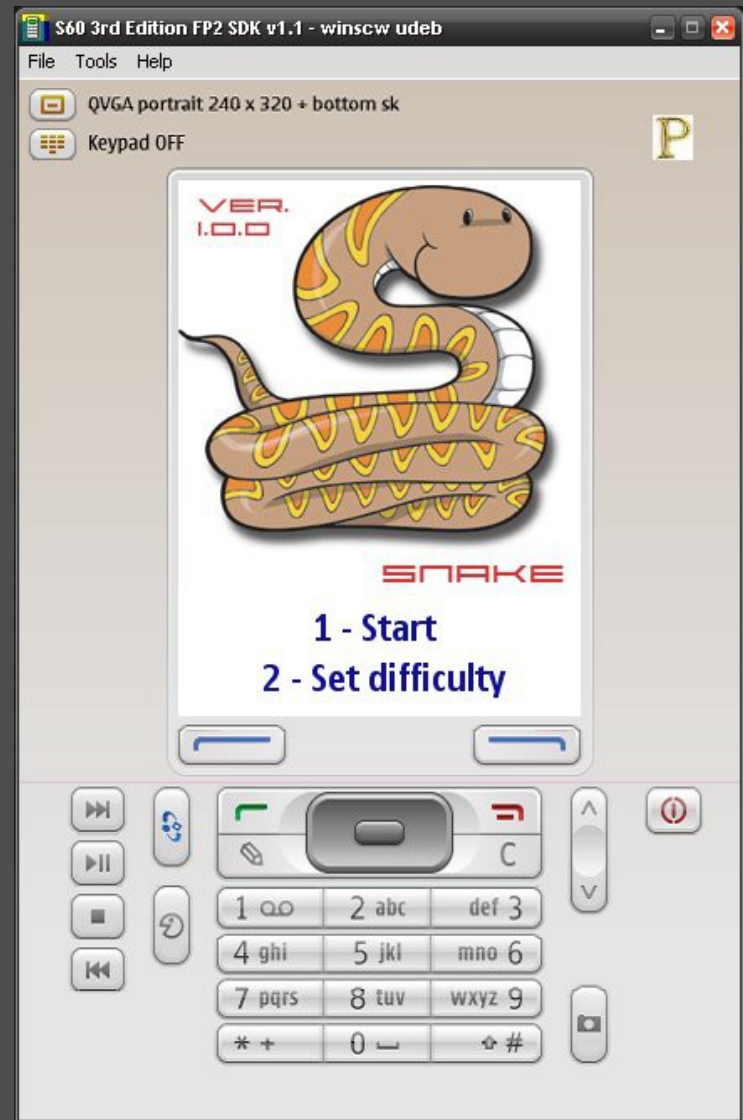 S60 3rd Edition FP2 SDK v1.1 - winscw udeb
File Tools Help
QVGA portrait 240 x 320 + bottom sk
Keypad OFF
P
VER.
1.0.0
SNAKE
1 - Start
2 - Set difficulty
C
1 2 abc def 3
4 ghi 5 jkl mno 6
7 pqrs 8 tuv wxyz 9
* + 0 #